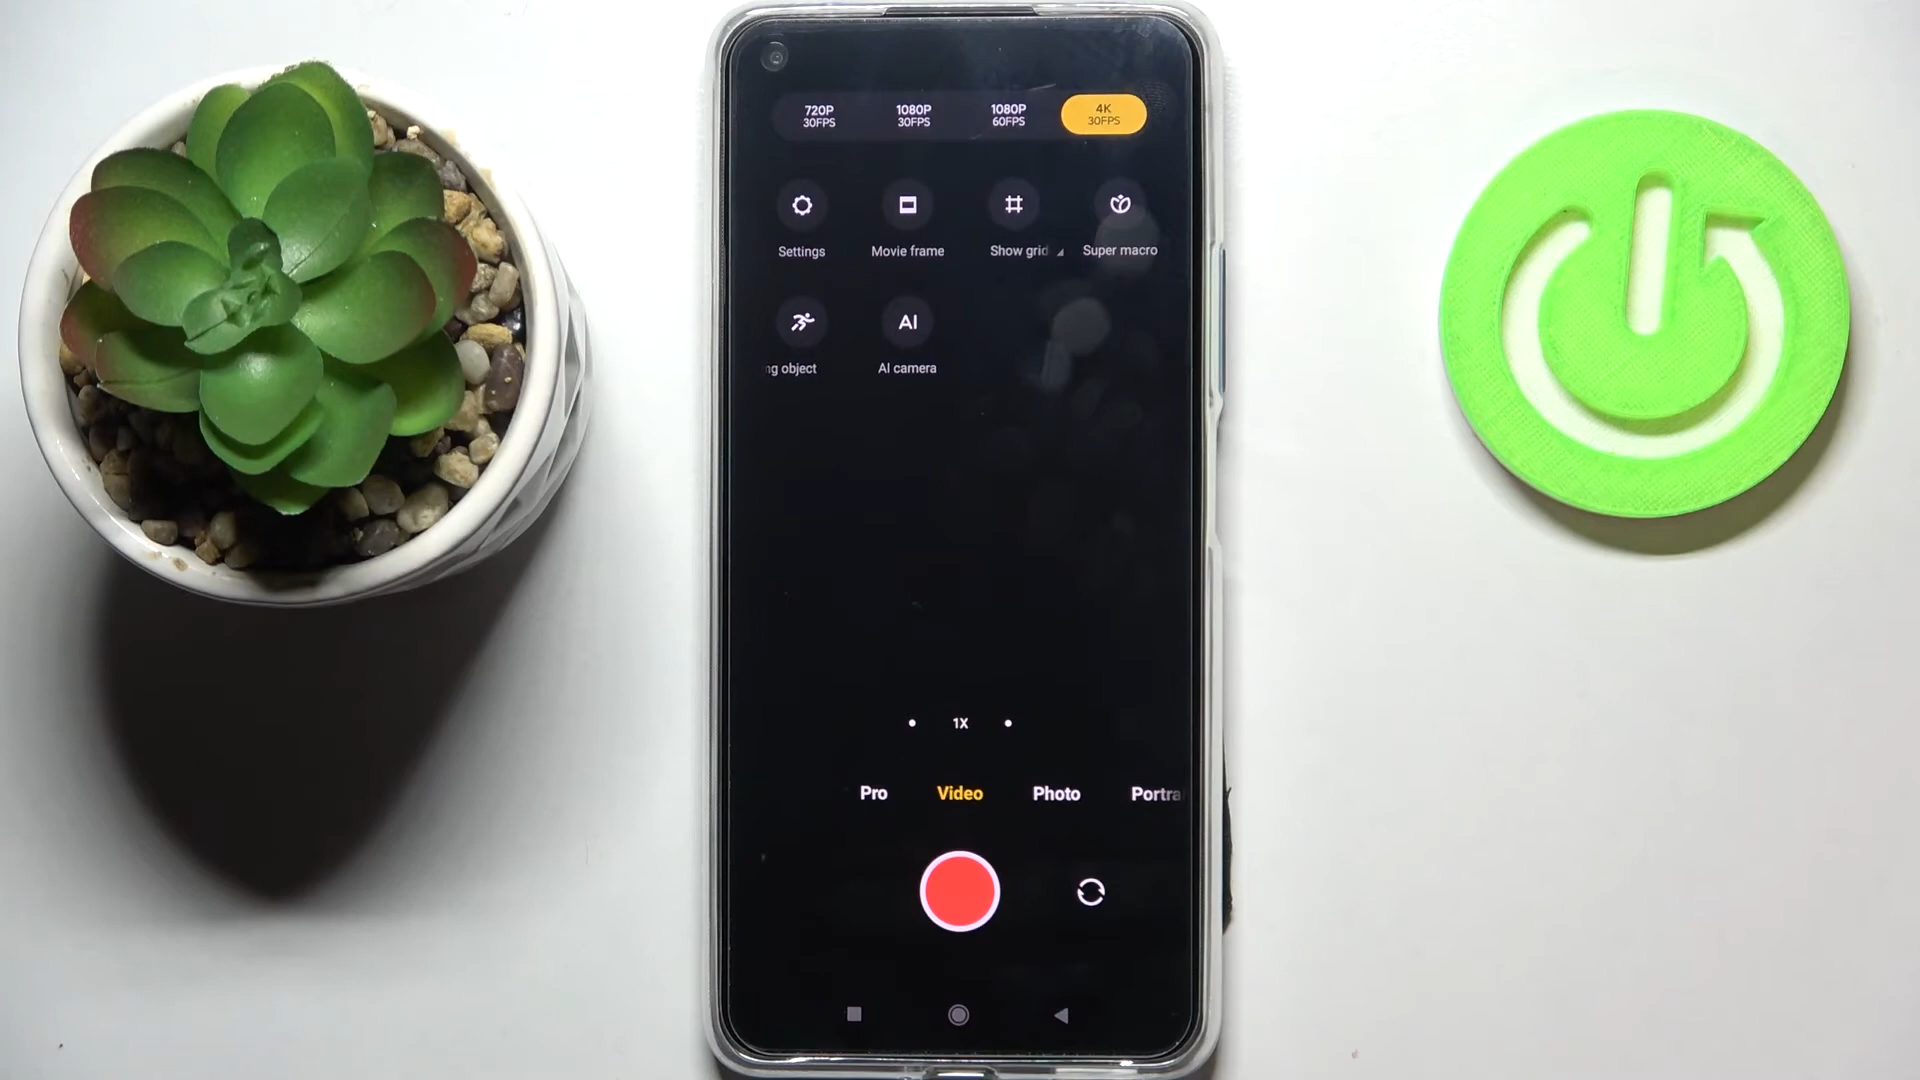 720P 1080P 1080P 4K
30FPS 30FPS 60FPS 30FPS
Settings Movie frame Show grid Super macro
AI
ng object AI camera
1X
Pro Video Photo Portra